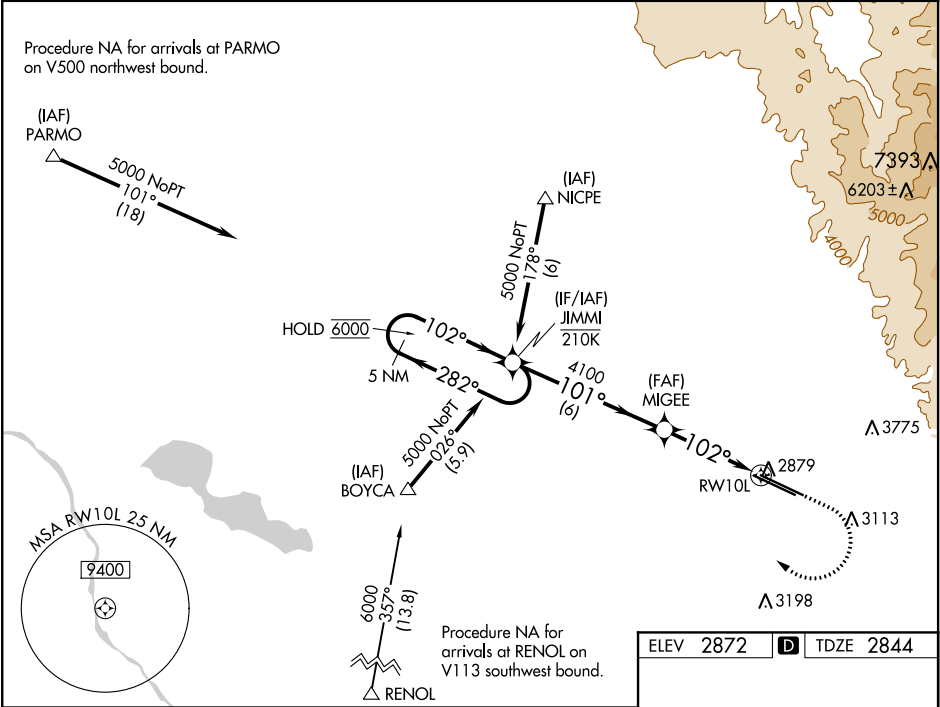 Procedure NA for arrivals at PARMO
on V500 northwest bound.
(IAF)
PARMO
5000 NoPT
101°
(18)
(IAF)
NICPE
5000 NoPT
178°
(6)
7393
6203±
5000
4000
(IF/IAF)
JIMMI
210K
HOLD 6000
102°
5 NM
282°
4100
101°
(6)
(FAF)
MIGEE
102°
3775
5000 NoPT
026°
(5.9)
(IAF)
BOYCA
2879
RW10L
3113
MSA RW10L 25 NM
9400
3198
6000
357°
(13.8)
Procedure NA for
arrivals at RENOL on
V113 southwest bound.
RENOL
ELEV 2872 D TDZE 2844